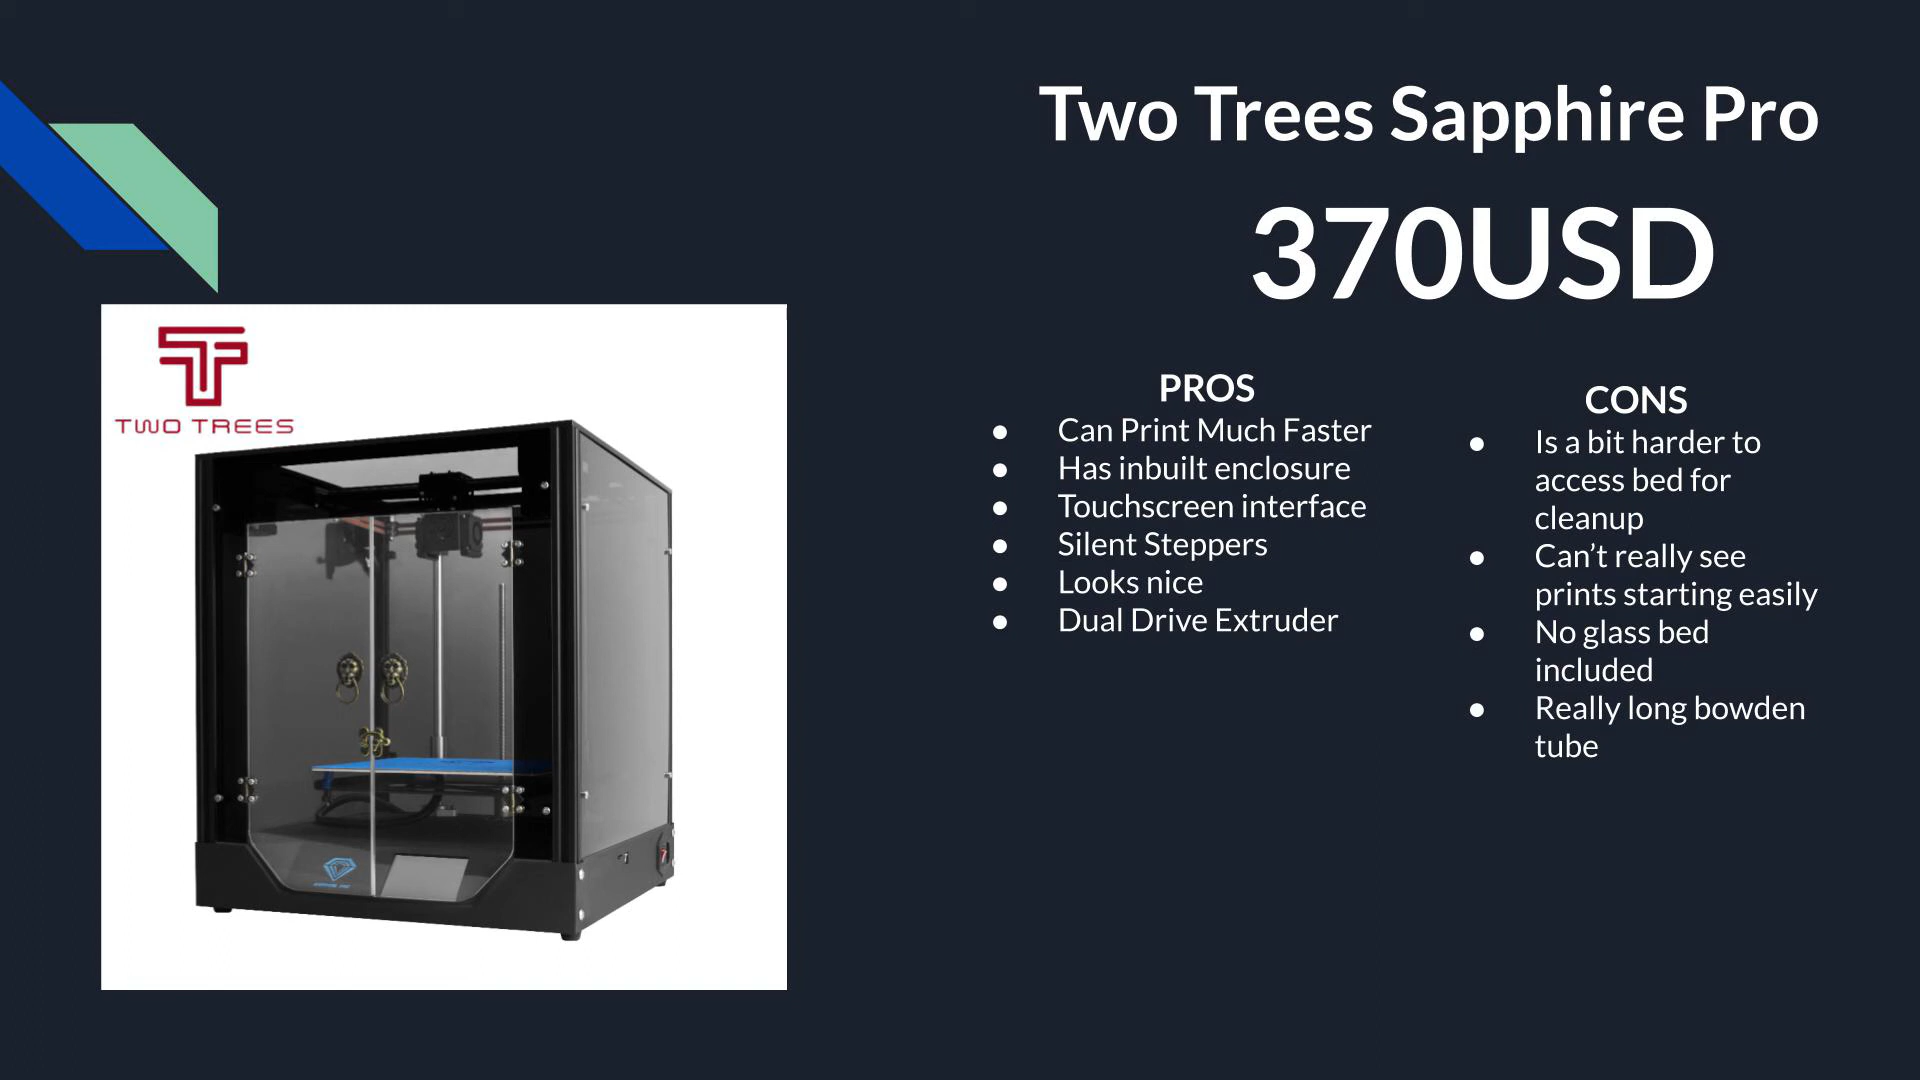 Two Trees Sapphire Pro
370USD
TWO TREES
PROS
● Can Print Much Faster
● Has inbuilt enclosure
● Touchscreen interface
● Silent Steppers
● Looks nice
● Dual Drive Extruder
CONS
● Is a bit harder to
access bed for
cleanup
● Can’t really see
prints starting easily
● No glass bed
included
● Really long bowden
tube